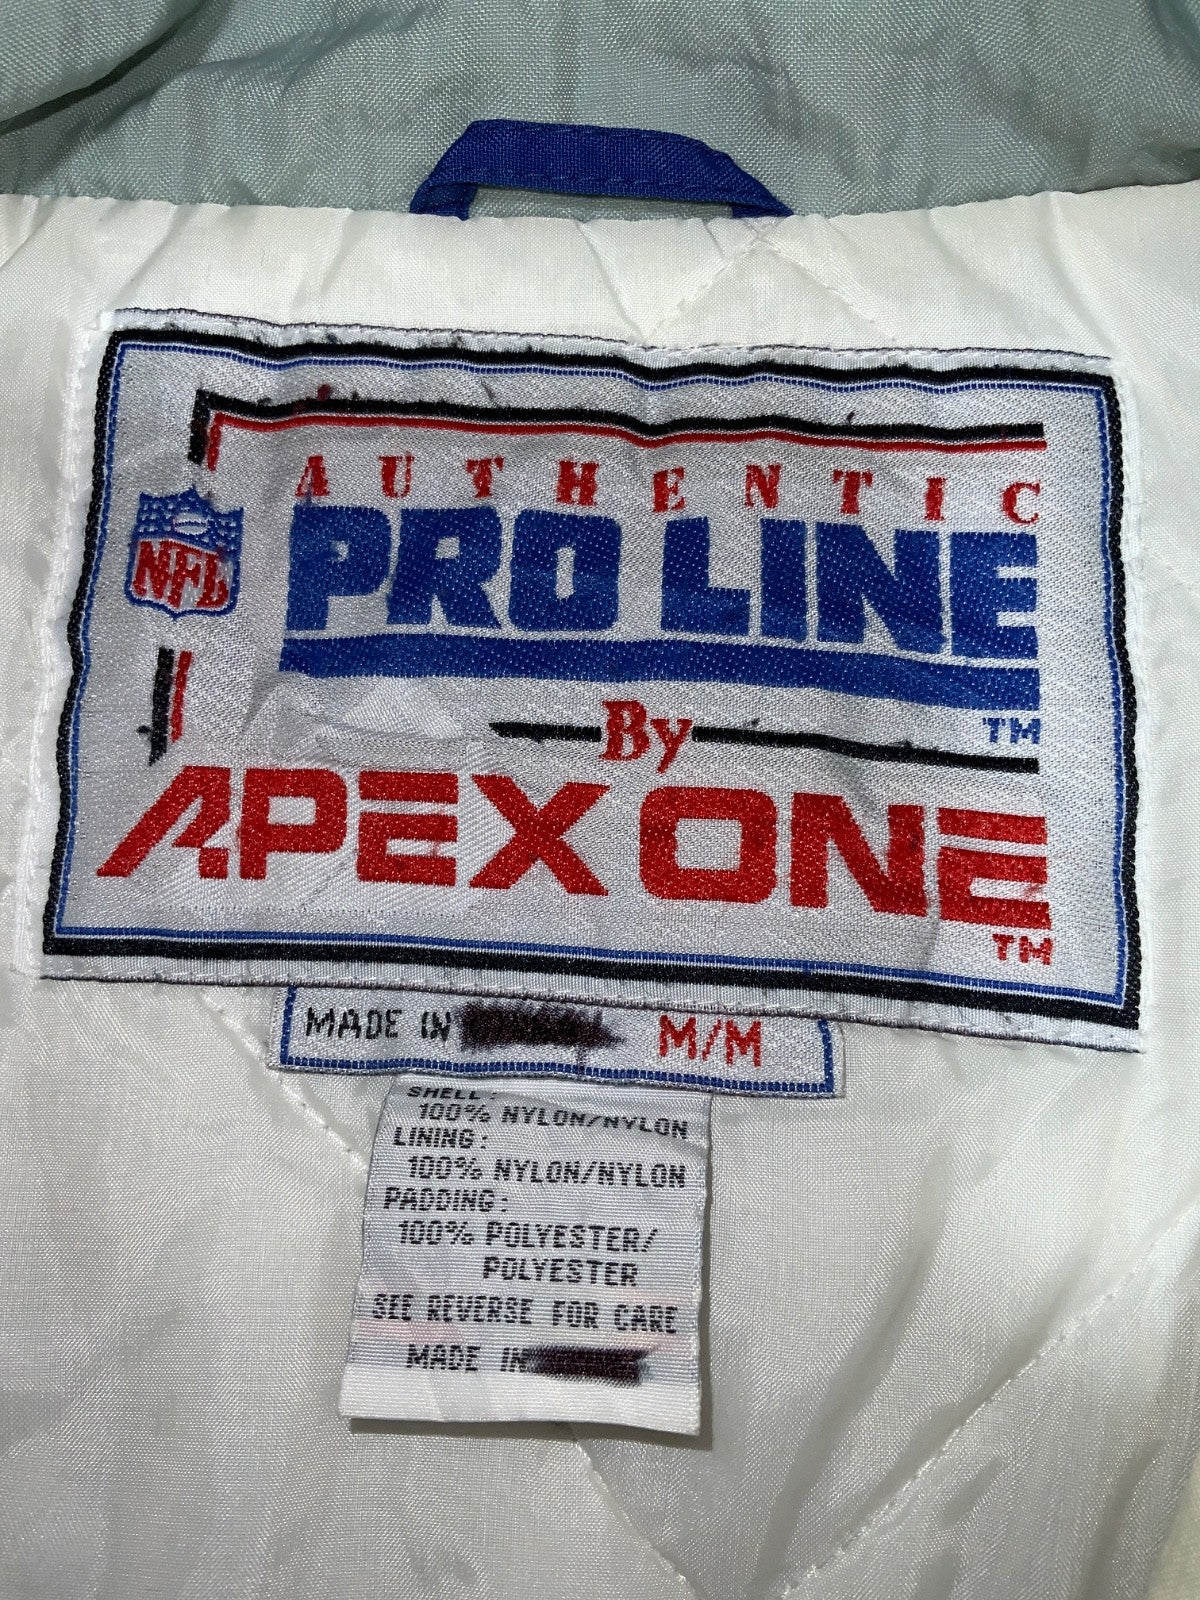 AUTHENTIC
PRO LINE
TM
NFL
By
APEX ONE
TM
MADE IN
M/M
SHELL:
100% NYLON/NYLON
LINING:
100% NYLON/NYLON
PADDING:
100% POLYESTER/
POLYESTER
SEE REVERSE FOR CARE
MADE IN